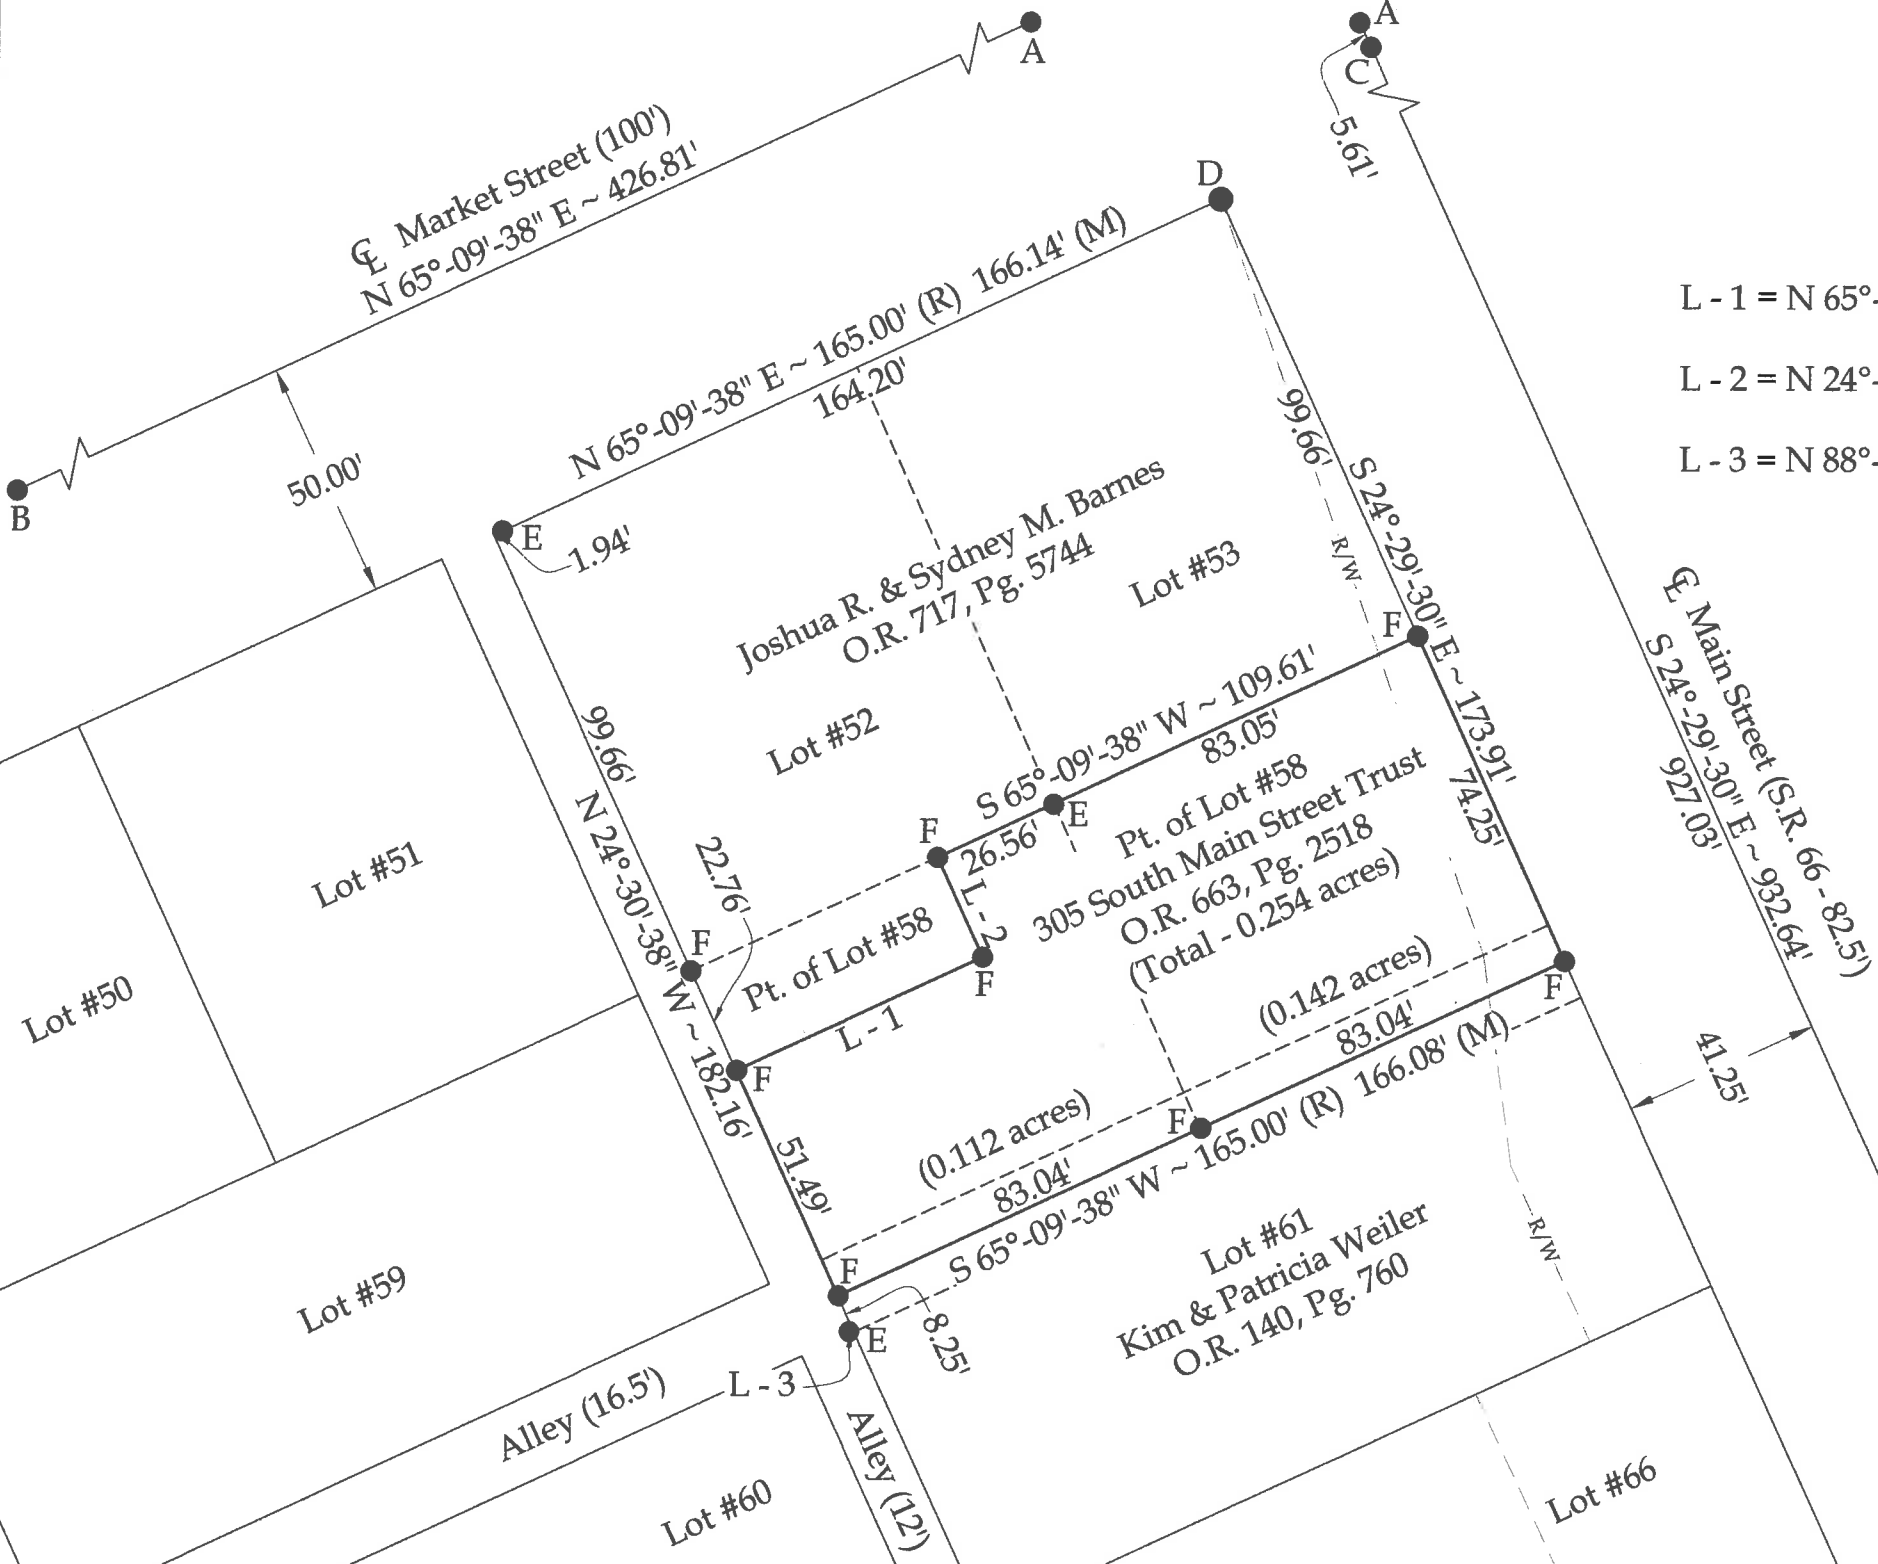 A
A
C
5.61'
℄ Market Street (100')
N 65°-09'-38" E ~ 426.81'
B
50.00'
D
N 65°-09'-38" E ~ 165.00' (R) 166.14' (M)
164.20'
E
1.94'
L - 1 = N 65°-
L - 2 = N 24°-
L - 3 = N 88°-
99.66'
S 24°-29'-30" E ~ 173.91'
R/W
Joshua R. & Sydney M. Barnes
O.R. 717, Pg. 5744
Lot #53
Lot #52
99.66'
N 24°-30'-38" W ~ 182.16'
22.76'
F
S 65°-09'-38" W ~ 109.61'
83.05'
F
E
26.56'
L - 2
F
74.25'
Pt. of Lot #58
305 South Main Street Trust
O.R. 663, Pg. 2518
(Total - 0.254 acres)
℄ Main Street (S.R. 66 - 82.5')
S 24°-29'-30" E ~ 932.64'
927.03'
Lot #51
Lot #50
F
Pt. of Lot #58
L - 1
F
51.49'
(0.142 acres)
83.04'
F
41.25'
(0.112 acres)
83.04'
F
S 65°-09'-38" W ~ 165.00' (R) 166.08' (M)
F
8.25'
E
L - 3
Lot #61
Kim & Patricia Weiler
O.R. 140, Pg. 760
R/W
Lot #59
Alley (16.5')
Alley (12')
Lot #60
Lot #66